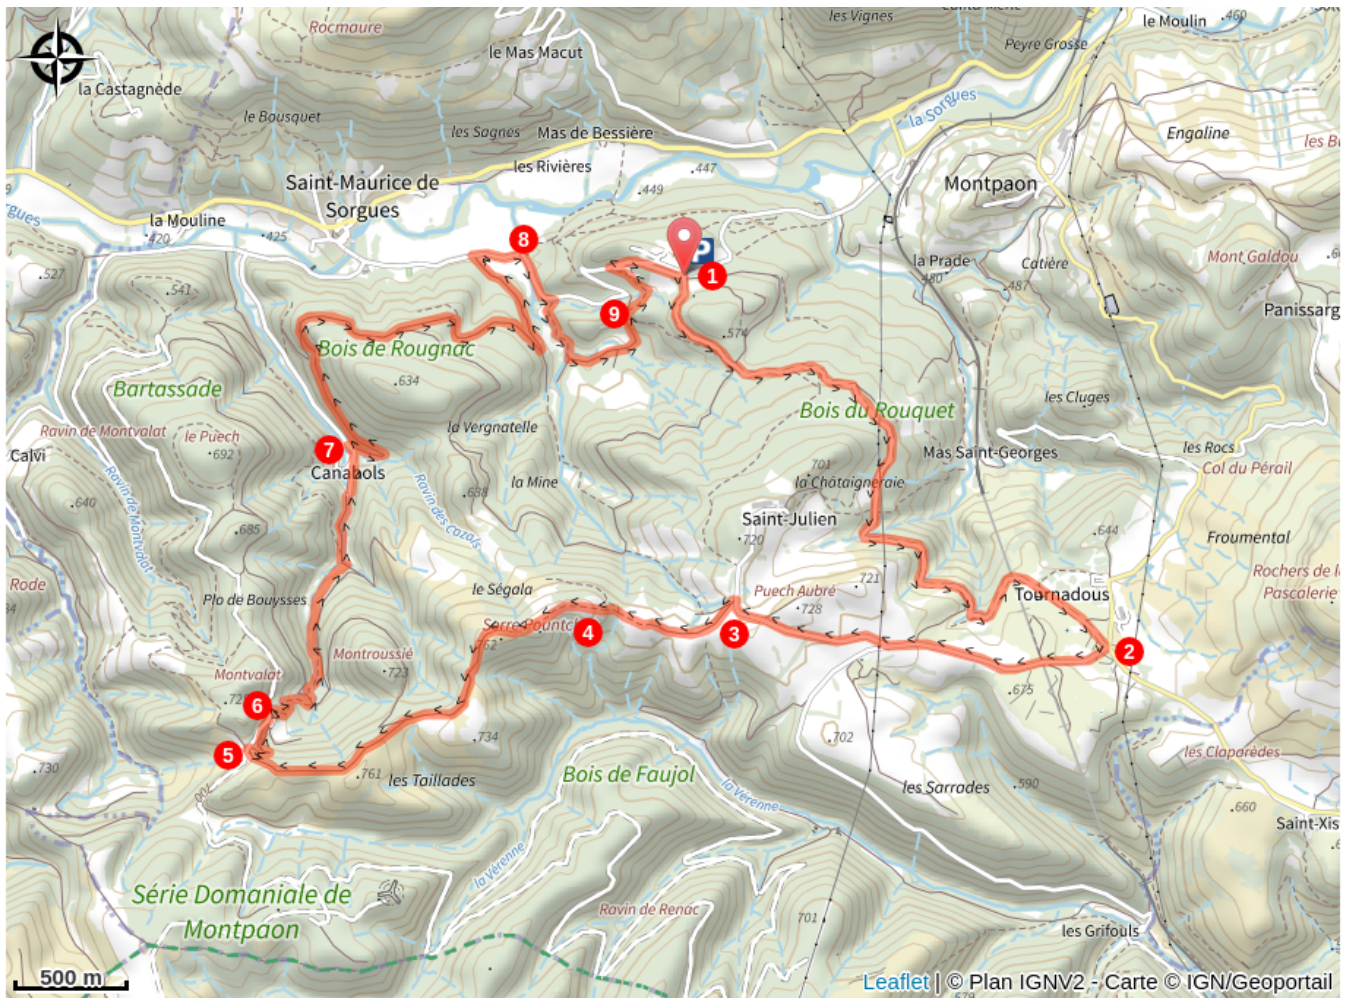 Rocmaure
les Vignes
le Moulin
.460
Peyre Grosse
le Mas Macut
la Castagnède
la Sorgues
le Bousquet
les Sagnes
Mas de Bessière
Engaline
les Rivières
.447
.449
Saint-Maurice de
Sorgues
Montpaon
la Mouline
.420
.425
8
P
1
la Prade
480
Catière
.487
Mont Galdou
.527
.541
9
.574
Panissarg
Bois de Rougnac
.634
Bartassade
Bois du Rouquet
les Cluges
Ravin de Montvalat
le Puech
.692
la Vergnatelle
7
Canabols
Calvi
Mas Saint-Georges
les Rocs
Col du Pérail
701
la Châtaigneraie
la Mine
.638
Ravin des Cazals
Ravin de Montvalat
.640
.685
Saint-Julien
.720
.644
Froumental
Rode
Plo de Bouysses
le Ségala
Puech Aubré
.728
721
Tournadous
Rochers de l
Pascalerie
4
3
2
Montroussié
.723
Montvalat
6
.675
5
.734
.702
les Claparèdes
.730
.761
les Taillades
Bois de Faujol
la Vérenne
les Sarrades
.590
.660
Saint-Xis
700
la Vérenne
Série Domaniale de
Montpaon
Ravin de Renac
701
les Grifouls
500 m
Leaflet | © Plan IGNV2 - Carte © IGN/Geoportail